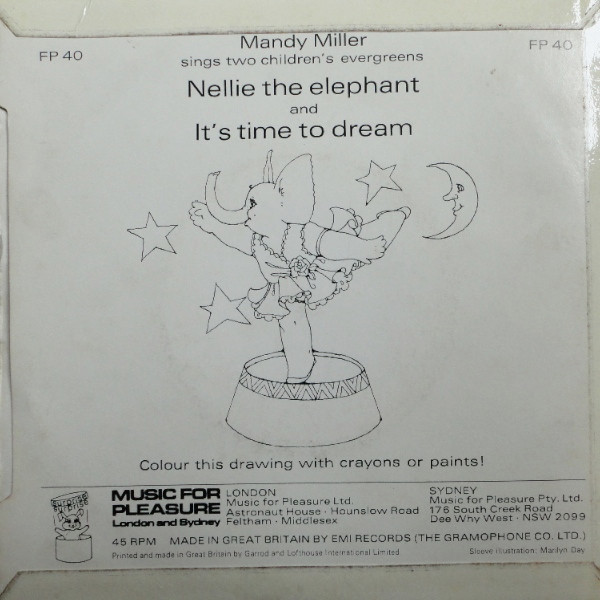 FP 40
FP 40
Mandy Miller
sings two children's evergreens
Nellie the elephant
and
It's time to dream
Colour this drawing with crayons or paints!
surprise
surprise
MUSIC FOR
PLEASURE
London and Sydney
LONDON
Music for Pleasure Ltd.
Astronaut House · Hounslow Road
Feltham · Middlesex
SYDNEY
Music for Pleasure Pty. Ltd.
176 South Creek Road
Dee Why West · NSW 2099
45 RPM MADE IN GREAT BRITAIN BY EMI RECORDS (THE GRAMOPHONE CO. LTD.)
Printed and made in Great Britain by Garrod and Lofthouse International Limited
Sleeve illustration: Marilyn Day